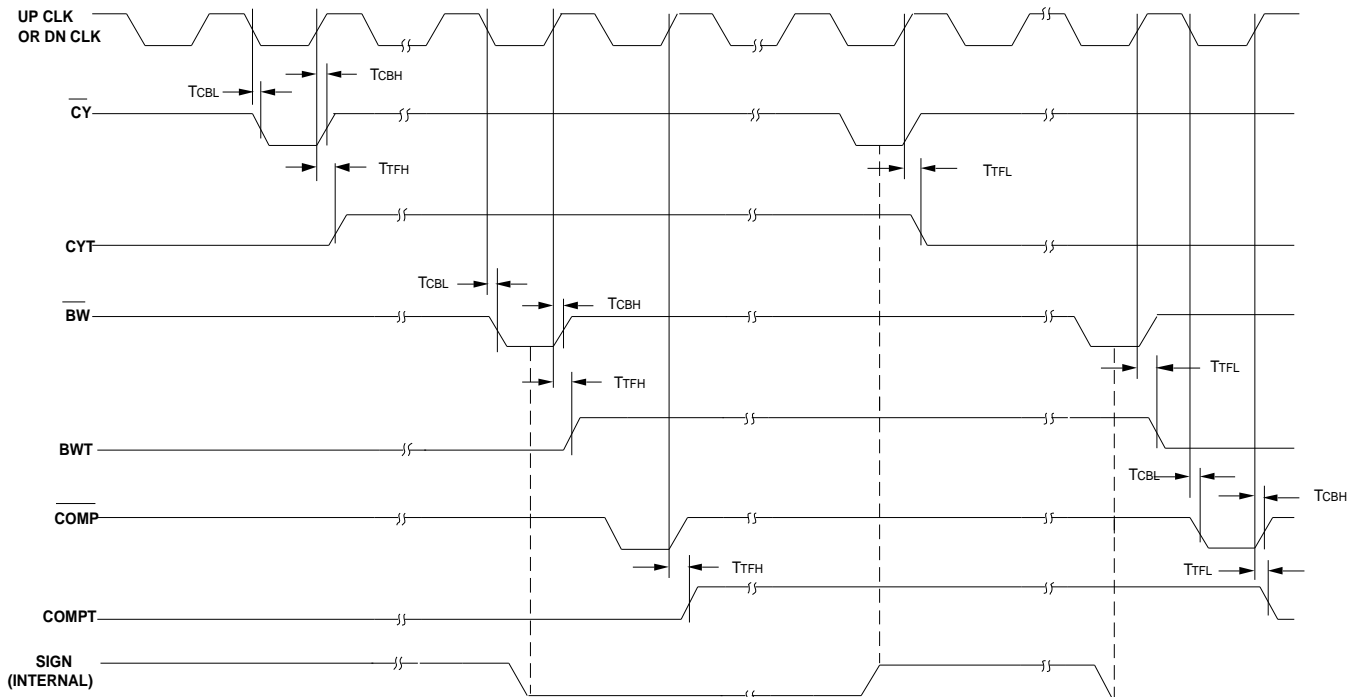 UP CLK
OR DN CLK
TCBH
TCBL
CY
TTFH
TTFL
CYT
TCBL
TCBH
BW
TTFL
TTFH
BWT
TCBL
TCBH
COMP
TTFH
TTFL
COMPT
SIGN
(INTERNAL)